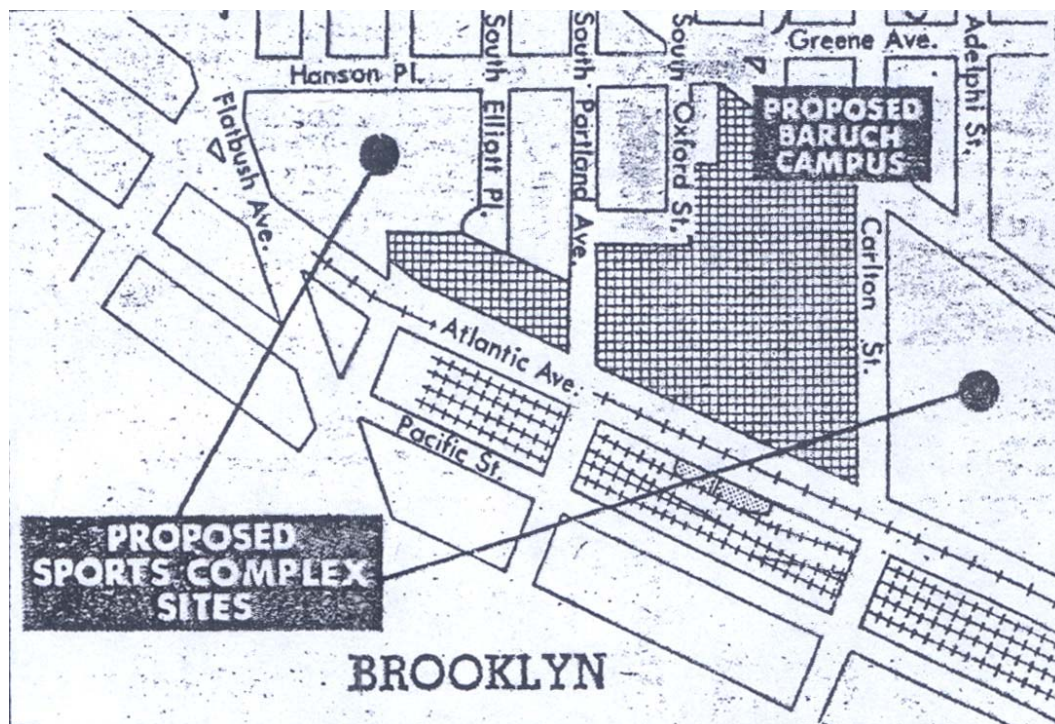 Greene Ave.
Hanson Pl.
Flatbush Ave.
South Elliott Pl.
South Portland Ave.
South Oxford St.
Adelphi St.
PROPOSED
BARUCH
CAMPUS
Carlton St.
Atlantic Ave.
Pacific St.
PROPOSED
SPORTS COMPLEX
SITES
BROOKLYN